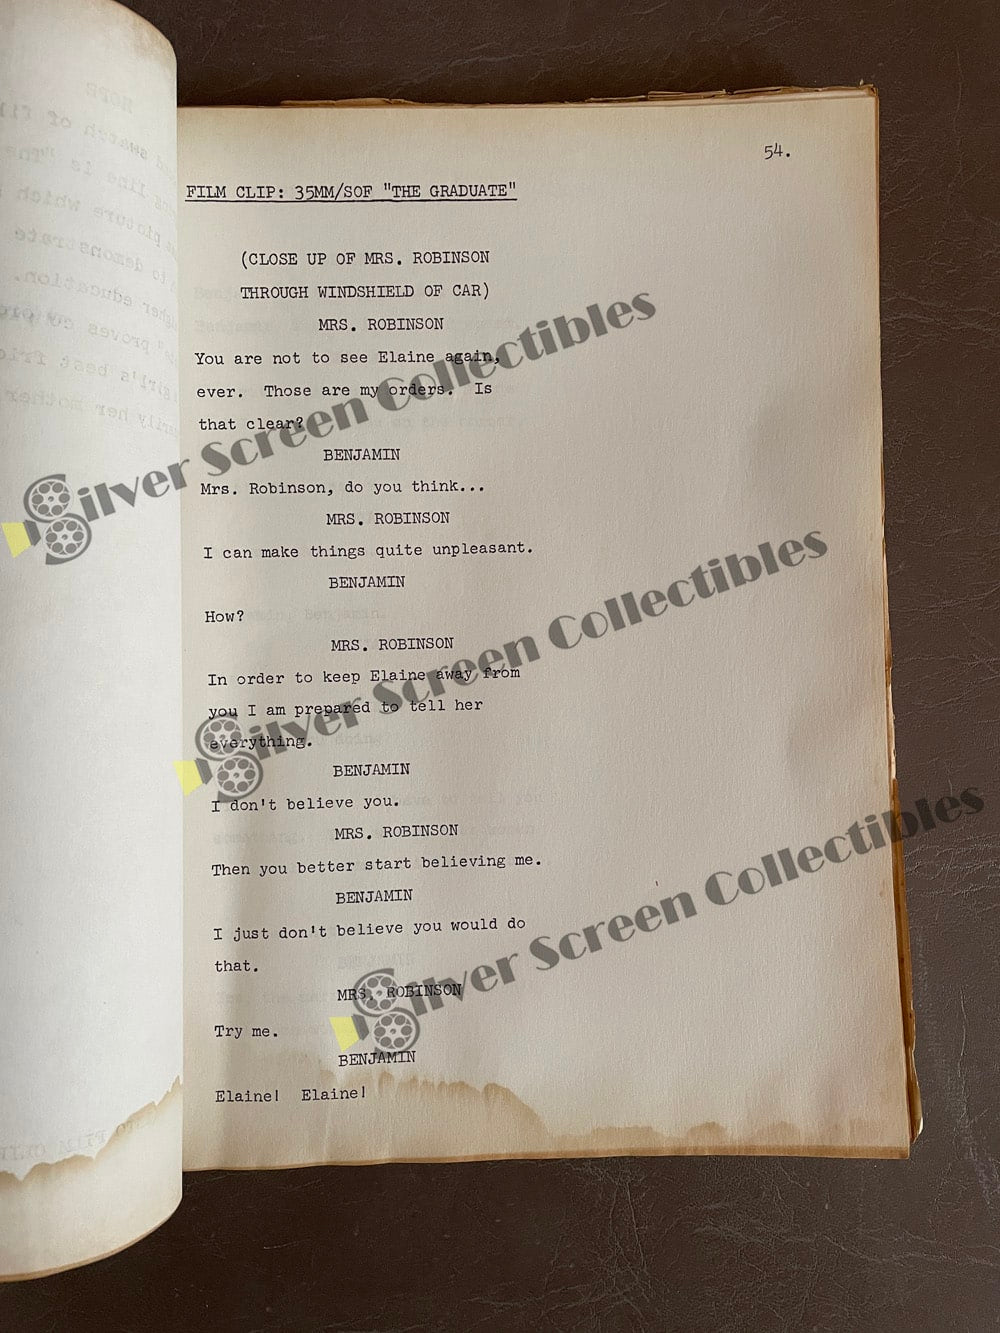 54.
FILM CLIP: 35MM/SOF "THE GRADUATE"
(CLOSE UP OF MRS. ROBINSON
THROUGH WINDSHIELD OF CAR)
MRS. ROBINSON
You are not to see Elaine again,
ever. Those are my orders. Is
that clear?
BENJAMIN
Mrs. Robinson, do you think...
MRS. ROBINSON
I can make things quite unpleasant.
BENJAMIN
How?
MRS. ROBINSON
In order to keep Elaine away from
you I am prepared to tell her
everything.
BENJAMIN
I don't believe you.
MRS. ROBINSON
Then you better start believing me.
BENJAMIN
I just don't believe you would do
that.
MRS. ROBINSON
Try me.
BENJAMIN
Elaine! Elaine!
Silver Screen Collectibles
Silver Screen Collectibles
Silver Screen Collectibles